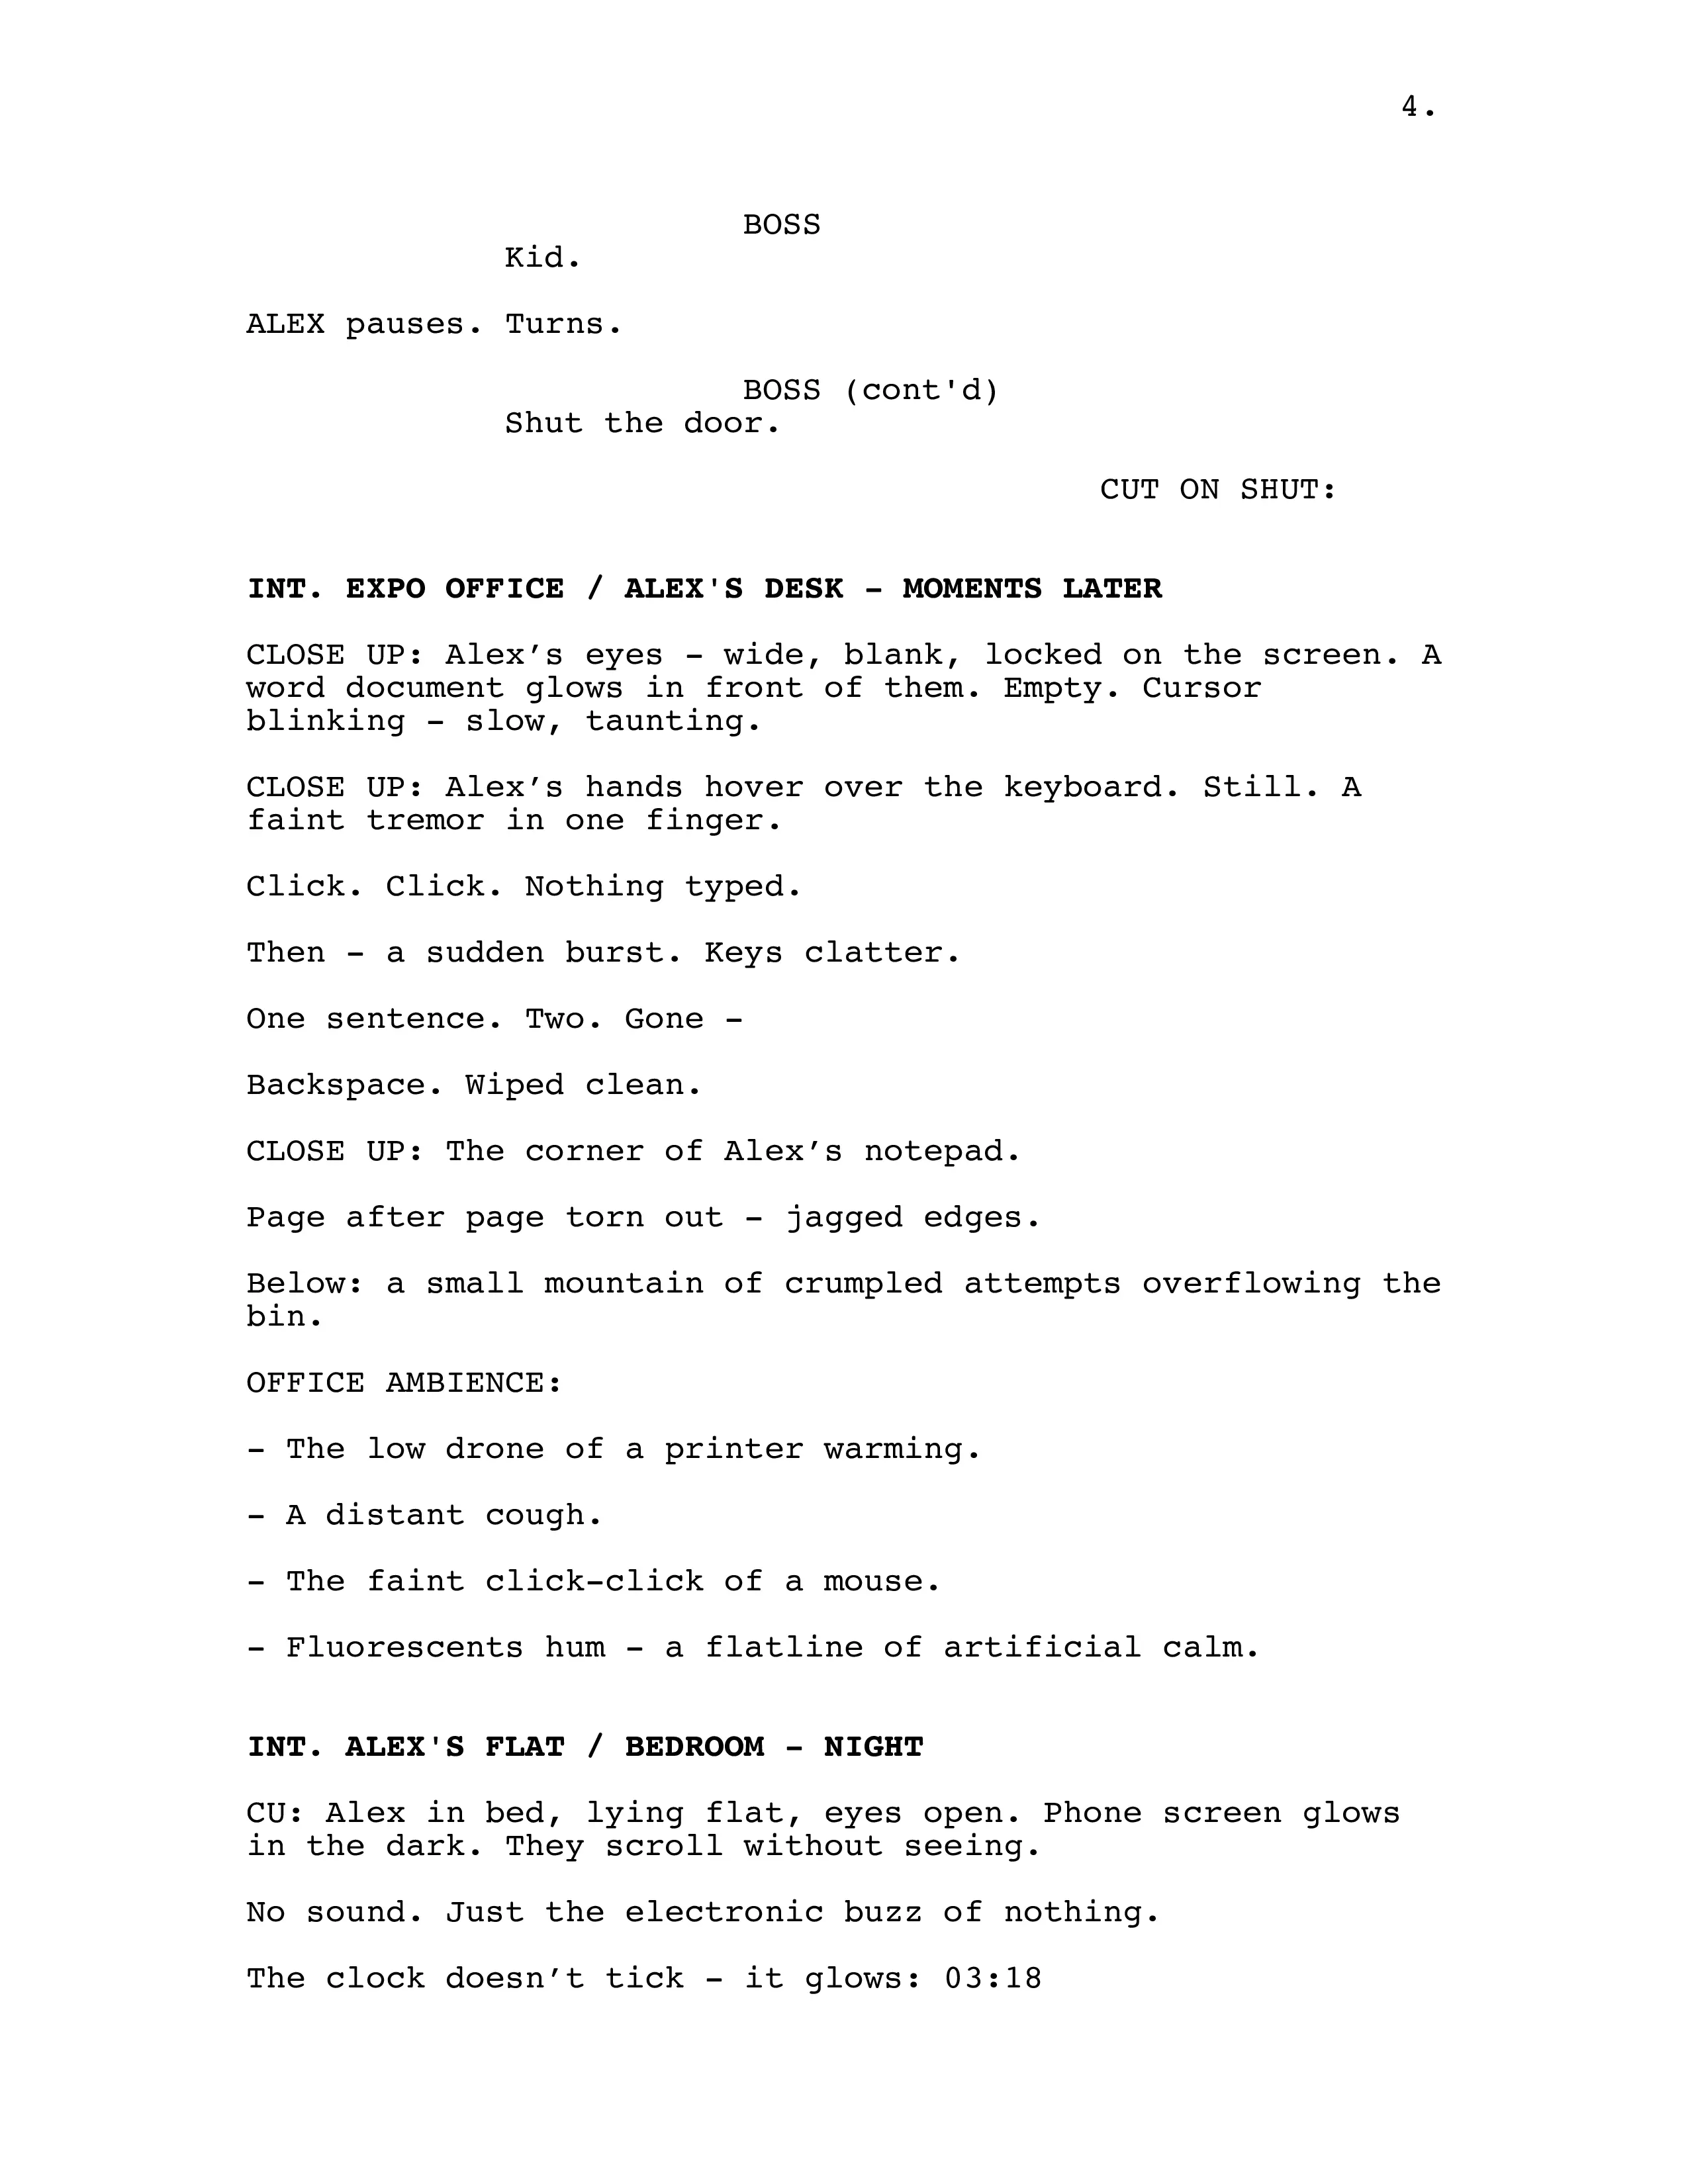 4.
BOSS
Kid.
ALEX pauses. Turns.
BOSS (cont'd)
Shut the door.
CUT ON SHUT:
INT. EXPO OFFICE / ALEX'S DESK - MOMENTS LATER
CLOSE UP: Alex’s eyes - wide, blank, locked on the screen. A
word document glows in front of them. Empty. Cursor
blinking - slow, taunting.
CLOSE UP: Alex’s hands hover over the keyboard. Still. A
faint tremor in one finger.
Click. Click. Nothing typed.
Then - a sudden burst. Keys clatter.
One sentence. Two. Gone -
Backspace. Wiped clean.
CLOSE UP: The corner of Alex’s notepad.
Page after page torn out - jagged edges.
Below: a small mountain of crumpled attempts overflowing the
bin.
OFFICE AMBIENCE:
- The low drone of a printer warming.
- A distant cough.
- The faint click-click of a mouse.
- Fluorescents hum - a flatline of artificial calm.
INT. ALEX'S FLAT / BEDROOM - NIGHT
CU: Alex in bed, lying flat, eyes open. Phone screen glows
in the dark. They scroll without seeing.
No sound. Just the electronic buzz of nothing.
The clock doesn’t tick - it glows: 03:18